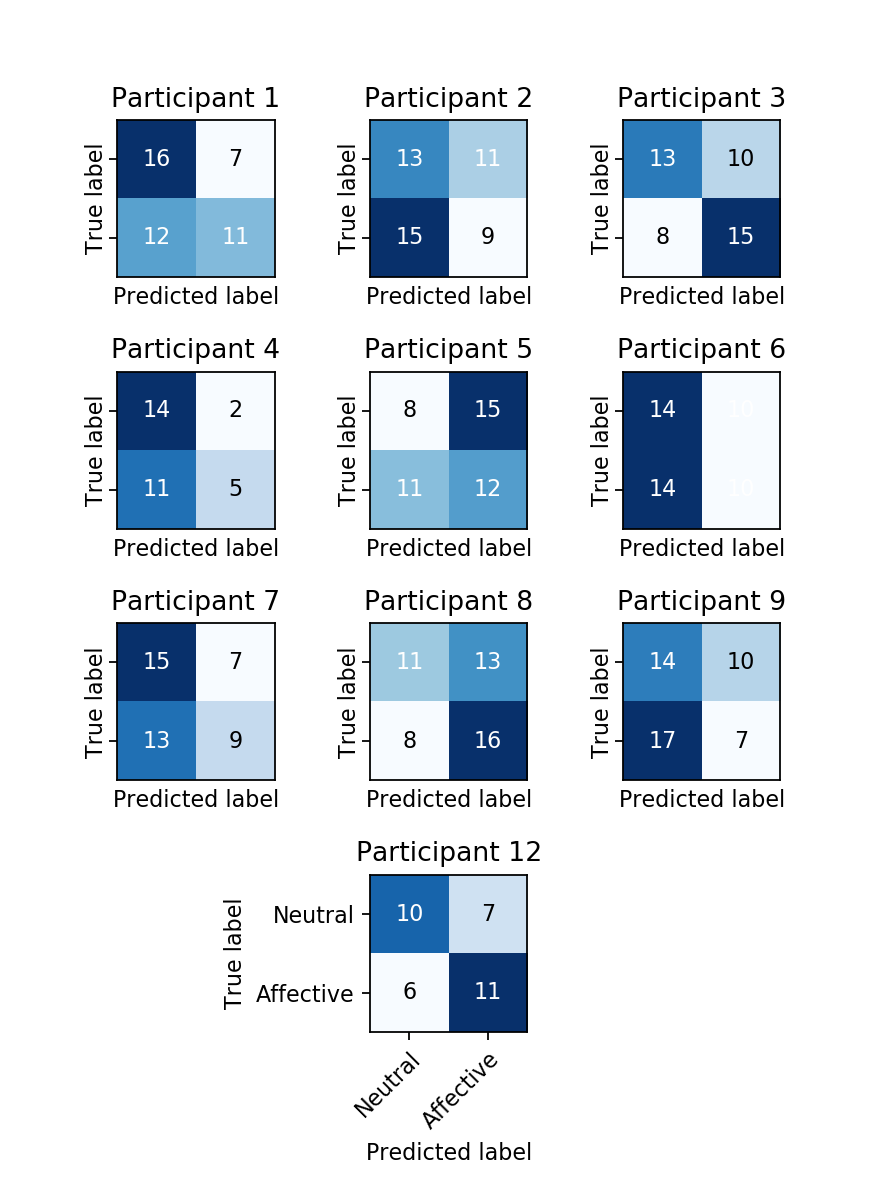 Participant 1 Participant 2 Participant 3
True label 16 7 True label 13 11 True label 13 10
12 11 15 9 8 15
Predicted label Predicted label Predicted label
Participant 4 Participant 5 Participant 6
True label 14 2 True label 8 15 True label 14 10
11 5 11 12 14 10
Predicted label Predicted label Predicted label
Participant 7 Participant 8 Participant 9
True label 15 7 True label 11 13 True label 14 10
13 9 8 16 17 7
Predicted label Predicted label Predicted label
Participant 12
True label
Neutral 10 7
Affective 6 11
Neutral Affective
Predicted label